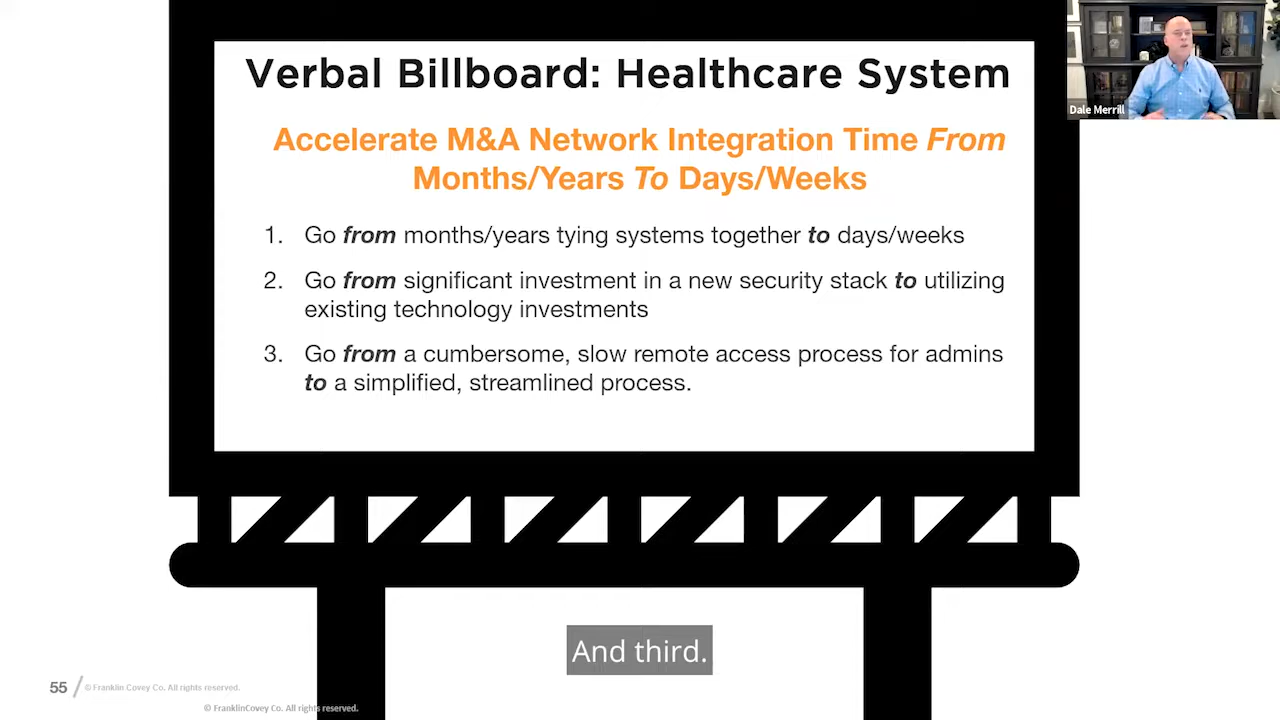 Verbal Billboard: Healthcare System
Accelerate M&A Network Integration Time From
Months/Years To Days/Weeks
1. Go from months/years tying systems together to days/weeks
2. Go from significant investment in a new security stack to utilizing
existing technology investments
3. Go from a cumbersome, slow remote access process for admins
to a simplified, streamlined process.
Dale Merrill
And third.
55 / © Franklin Covey Co. All rights reserved.
© FranklinCovey Co. All rights reserved.